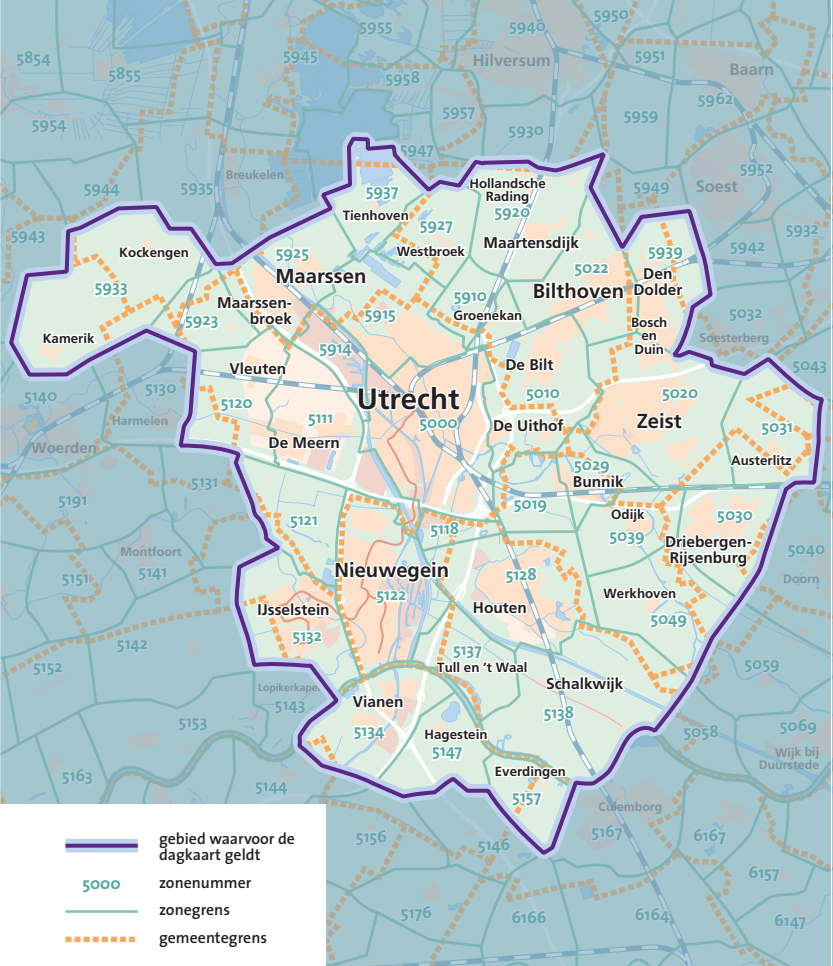 5950
5955
5940
5945
5951
5854
Hilversum
5855
5958
Baarn
5962
5957
5959
5954
5930
5947
5952
Breukelen
5944
5935
5937
Hollandsche
Rading
5949
Soest
5920
Tienhoven
5927
5932
5943
Maartensdijk
5942
Kockengen
5925
Westbroek
5939
Maarssen
5022
Den
Dolder
5933
Bilthoven
5910
Maarssen-
broek
5915
Groenekan
5032
5923
Bosch
en
Duin
Kamerik
Soesterberg
5914
5043
Vleuten
De Bilt
5130
5140
Utrecht
5010
5020
5120
5111
Harmelen
5000
De Uithof
Zeist
5031
De Meern
Woerden
Austerlitz
5029
Bunnik
5131
5191
5019
Odijk
5030
5121
5118
5039
Driebergen-
Rijsenburg
Montfoort
5040
5141
5151
Nieuwegein
5128
Doorn
5122
Werkhoven
IJsselstein
Houten
5049
5132
5142
5137
5152
Tull en ‘t Waal
5059
Schalkwijk
Lopikerkapel
5143
Vianen
5138
5153
5134
Hagestein
5058
5069
5147
Wijk bij
Duurstede
5163
Everdingen
5144
5157
Culemborg
5156
5167
6167
5146
6157
5176
6166
6164
6147
gebied waarvoor de
dagkaart geldt
5000 zonenummer
zonegrens
gemeentegrens